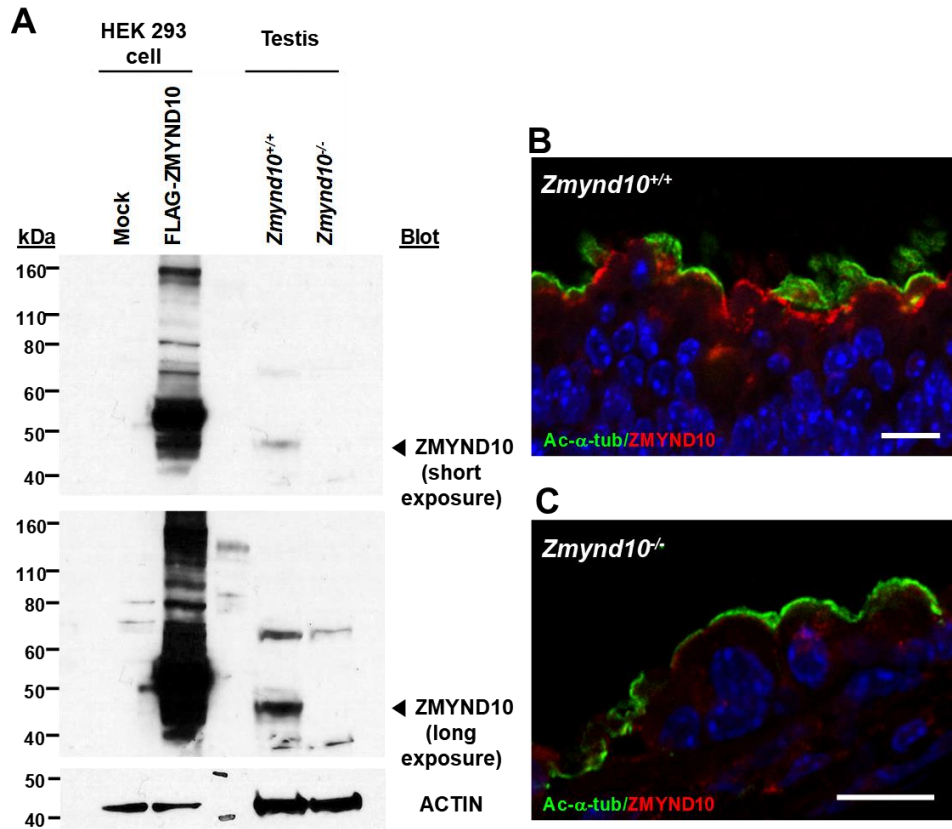 A
HEK 293
cell
Testis
Mock
FLAG-ZMYND10
Zmynd10+/+
Zmynd10-/-
kDa
Blot
160
110
80
60
50
40
ZMYND10
(short
exposure)
160
110
80
60
50
40
ZMYND10
(long
exposure)
50
40
ACTIN
B
Zmynd10+/+
Ac-α-tub/ZMYND10
C
Zmynd10-/-
Ac-α-tub/ZMYND10